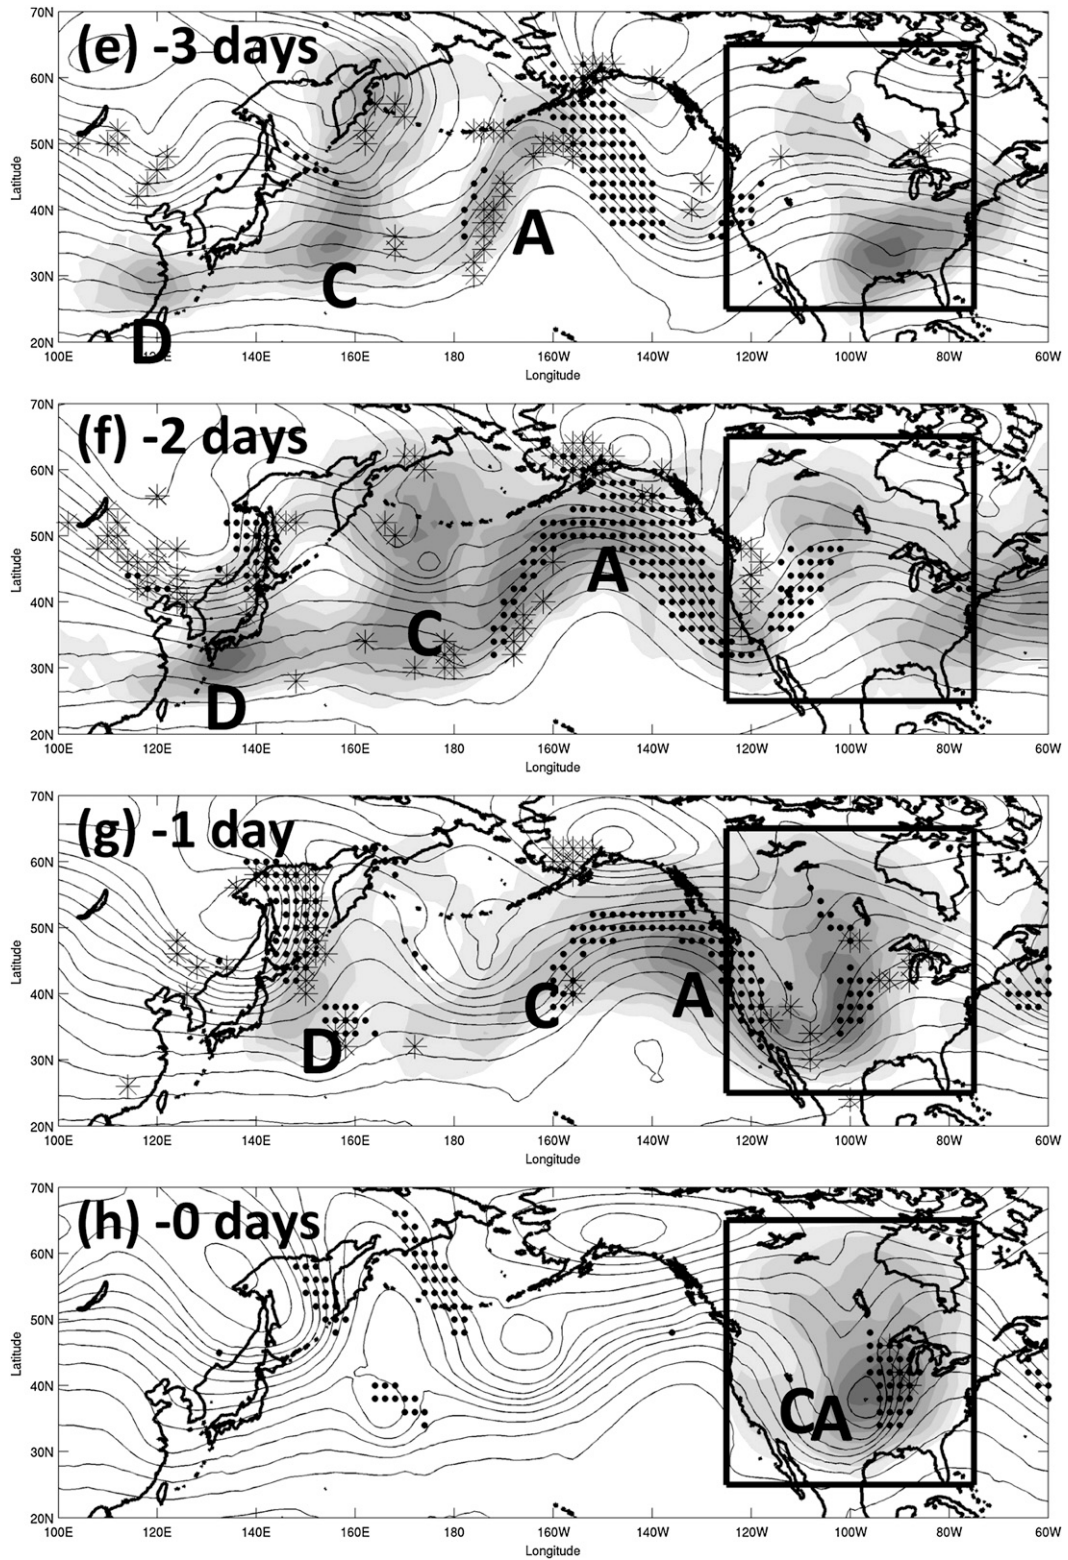 (e) -3 days
70N
60N
50N
40N
30N
20N
Latitude
A
C
D
100E 120E 140E 160E 180 160W 140W 120W 100W 80W 60W
Longitude
(f) -2 days
70N
60N
50N
40N
30N
20N
Latitude
A
C
D
100E 120E 140E 160E 180 160W 140W 120W 100W 80W 60W
Longitude
(g) -1 day
70N
60N
50N
40N
30N
20N
Latitude
A
C
D
100E 120E 140E 160E 180 160W 140W 120W 100W 80W 60W
Longitude
(h) -0 days
70N
60N
50N
40N
30N
20N
Latitude
CA
100E 120E 140E 160E 180 160W 140W 120W 100W 80W 60W
Longitude